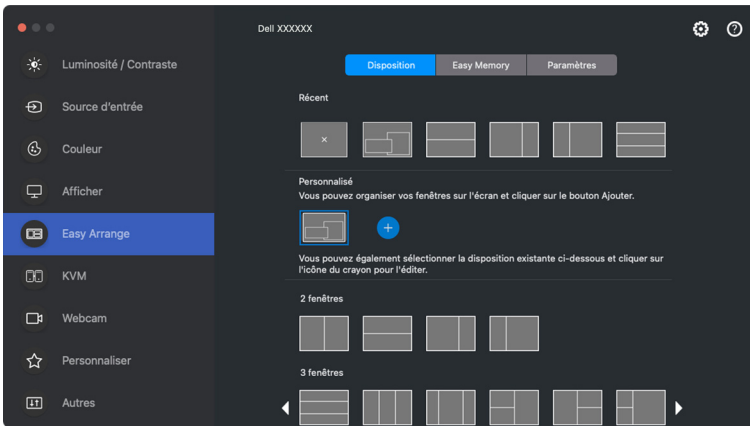 Dell XXXXXX
Luminosité / Contraste
Source d'entrée
Couleur
Afficher
Easy Arrange
KVM
Webcam
Personnaliser
Autres
Disposition Easy Memory Paramètres
Récent
Personnalisé
Vous pouvez organiser vos fenêtres sur l'écran et cliquer sur le bouton Ajouter.
Vous pouvez également sélectionner la disposition existante ci-dessous et cliquer sur
l'icône du crayon pour l'éditer.
2 fenêtres
3 fenêtres